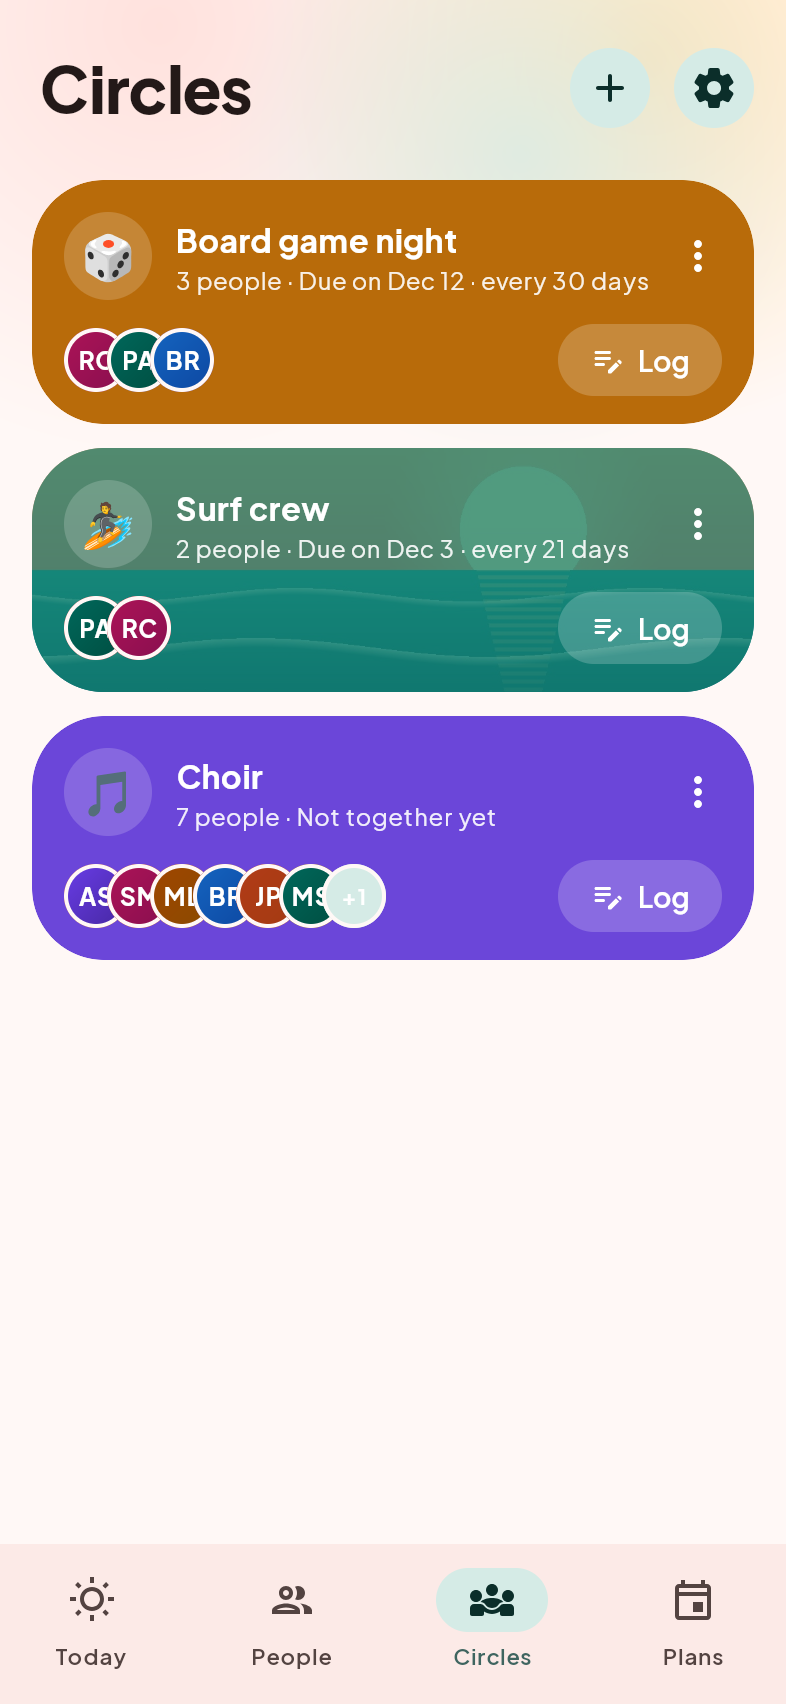 Circles
Board game night
3 people · Due on Dec 12 · every 30 days
RC PA BR
Log
Surf crew
2 people · Due on Dec 3 · every 21 days
PA RC
Log
Choir
7 people · Not together yet
AS SM ML BR JP MS +1
Log
Today People Circles Plans